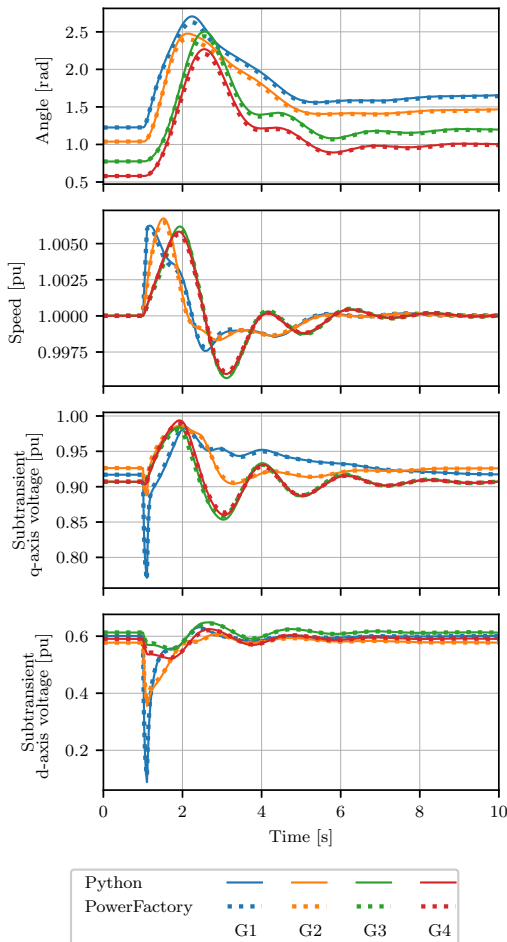 2.5
2.0
1.5
1.0
0.5
Angle [rad]
1.0050
1.0025
1.0000
0.9975
Speed [pu]
1.00
0.95
0.90
0.85
0.80
Subtransient
q-axis voltage [pu]
0.6
0.4
0.2
Subtransient
d-axis voltage [pu]
0 2 4 6 8 10
Time [s]
Python
PowerFactory
G1 G2 G3 G4